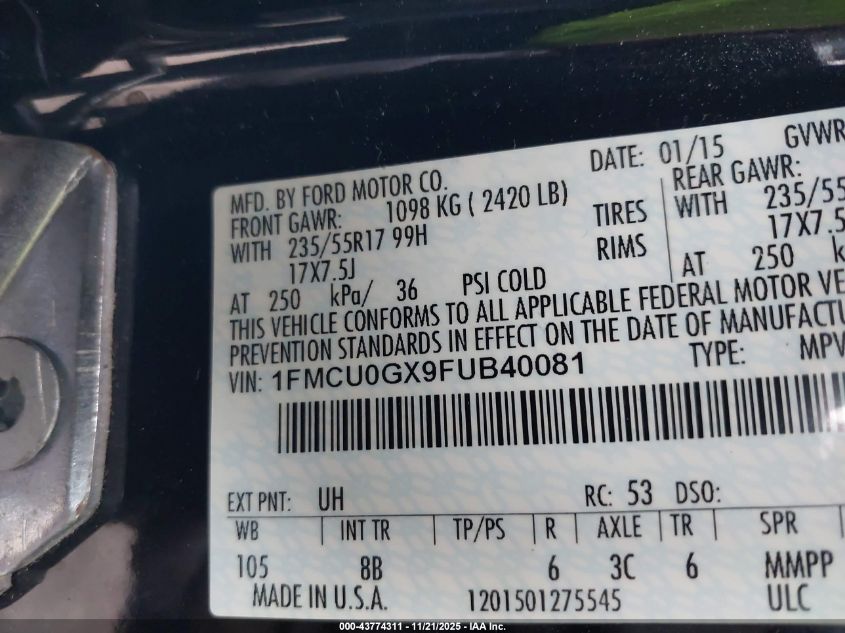 DATE: 01/15 GVWR
MFD. BY FORD MOTOR CO.
FRONT GAWR: 1098 KG ( 2420 LB) REAR GAWR:
WITH 235/55R17 99H TIRES WITH 235/55
17X7.5J RIMS 17X7.5
AT 250 kPa/ 36 PSI COLD AT 250
THIS VEHICLE CONFORMS TO ALL APPLICABLE FEDERAL MOTOR VE
PREVENTION STANDARDS IN EFFECT ON THE DATE OF MANUFACTU
VIN: 1FMCU0GX9FUB40081 TYPE: MPV
EXT PNT: UH RC: 53 DSO:
WB INT TR TP/PS R AXLE TR SPR
105 8B 6 3C 6 MMPP
MADE IN U.S.A. 1201501275545 ULC
000-43774311 - 11/21/2025 - IAA Inc.